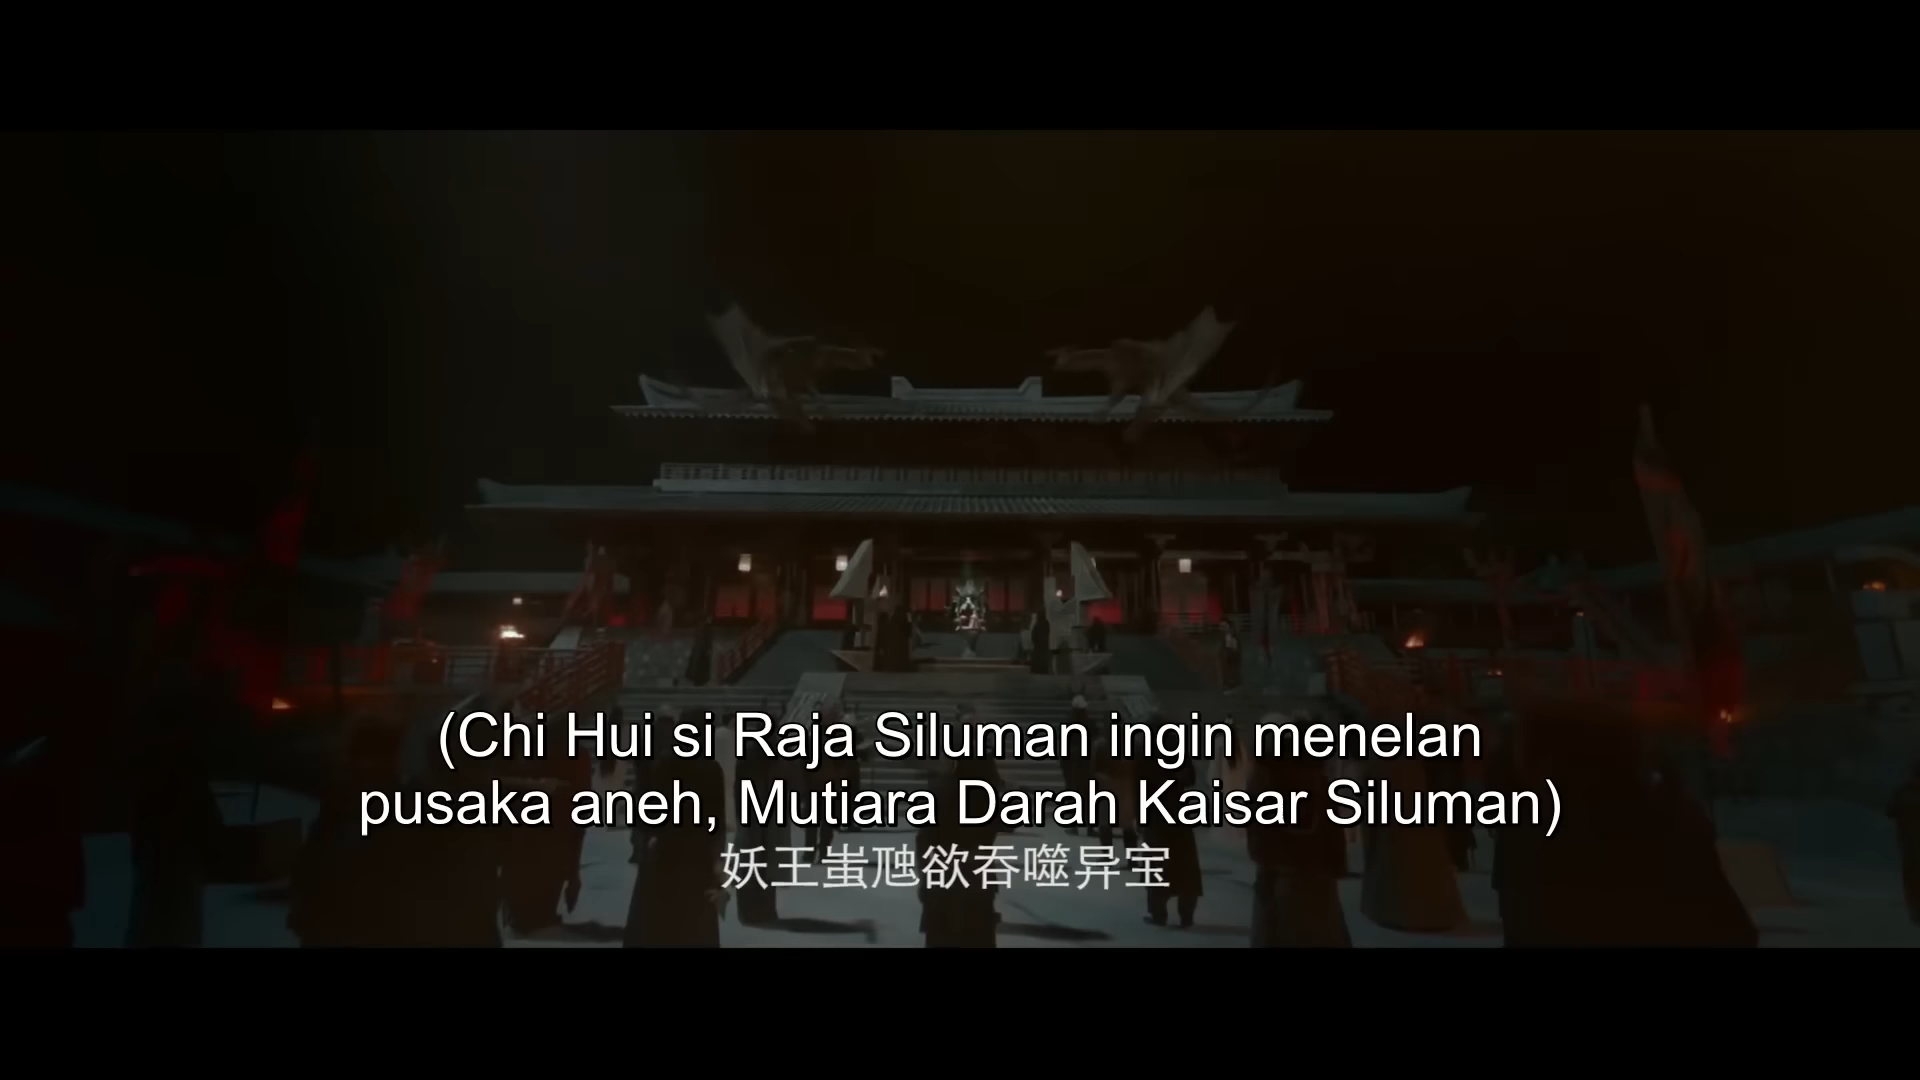 (Chi Hui si Raja Siluman ingin menelan
pusaka aneh, Mutiara Darah Kaisar Siluman)
妖王蚩虺欲吞噬异宝